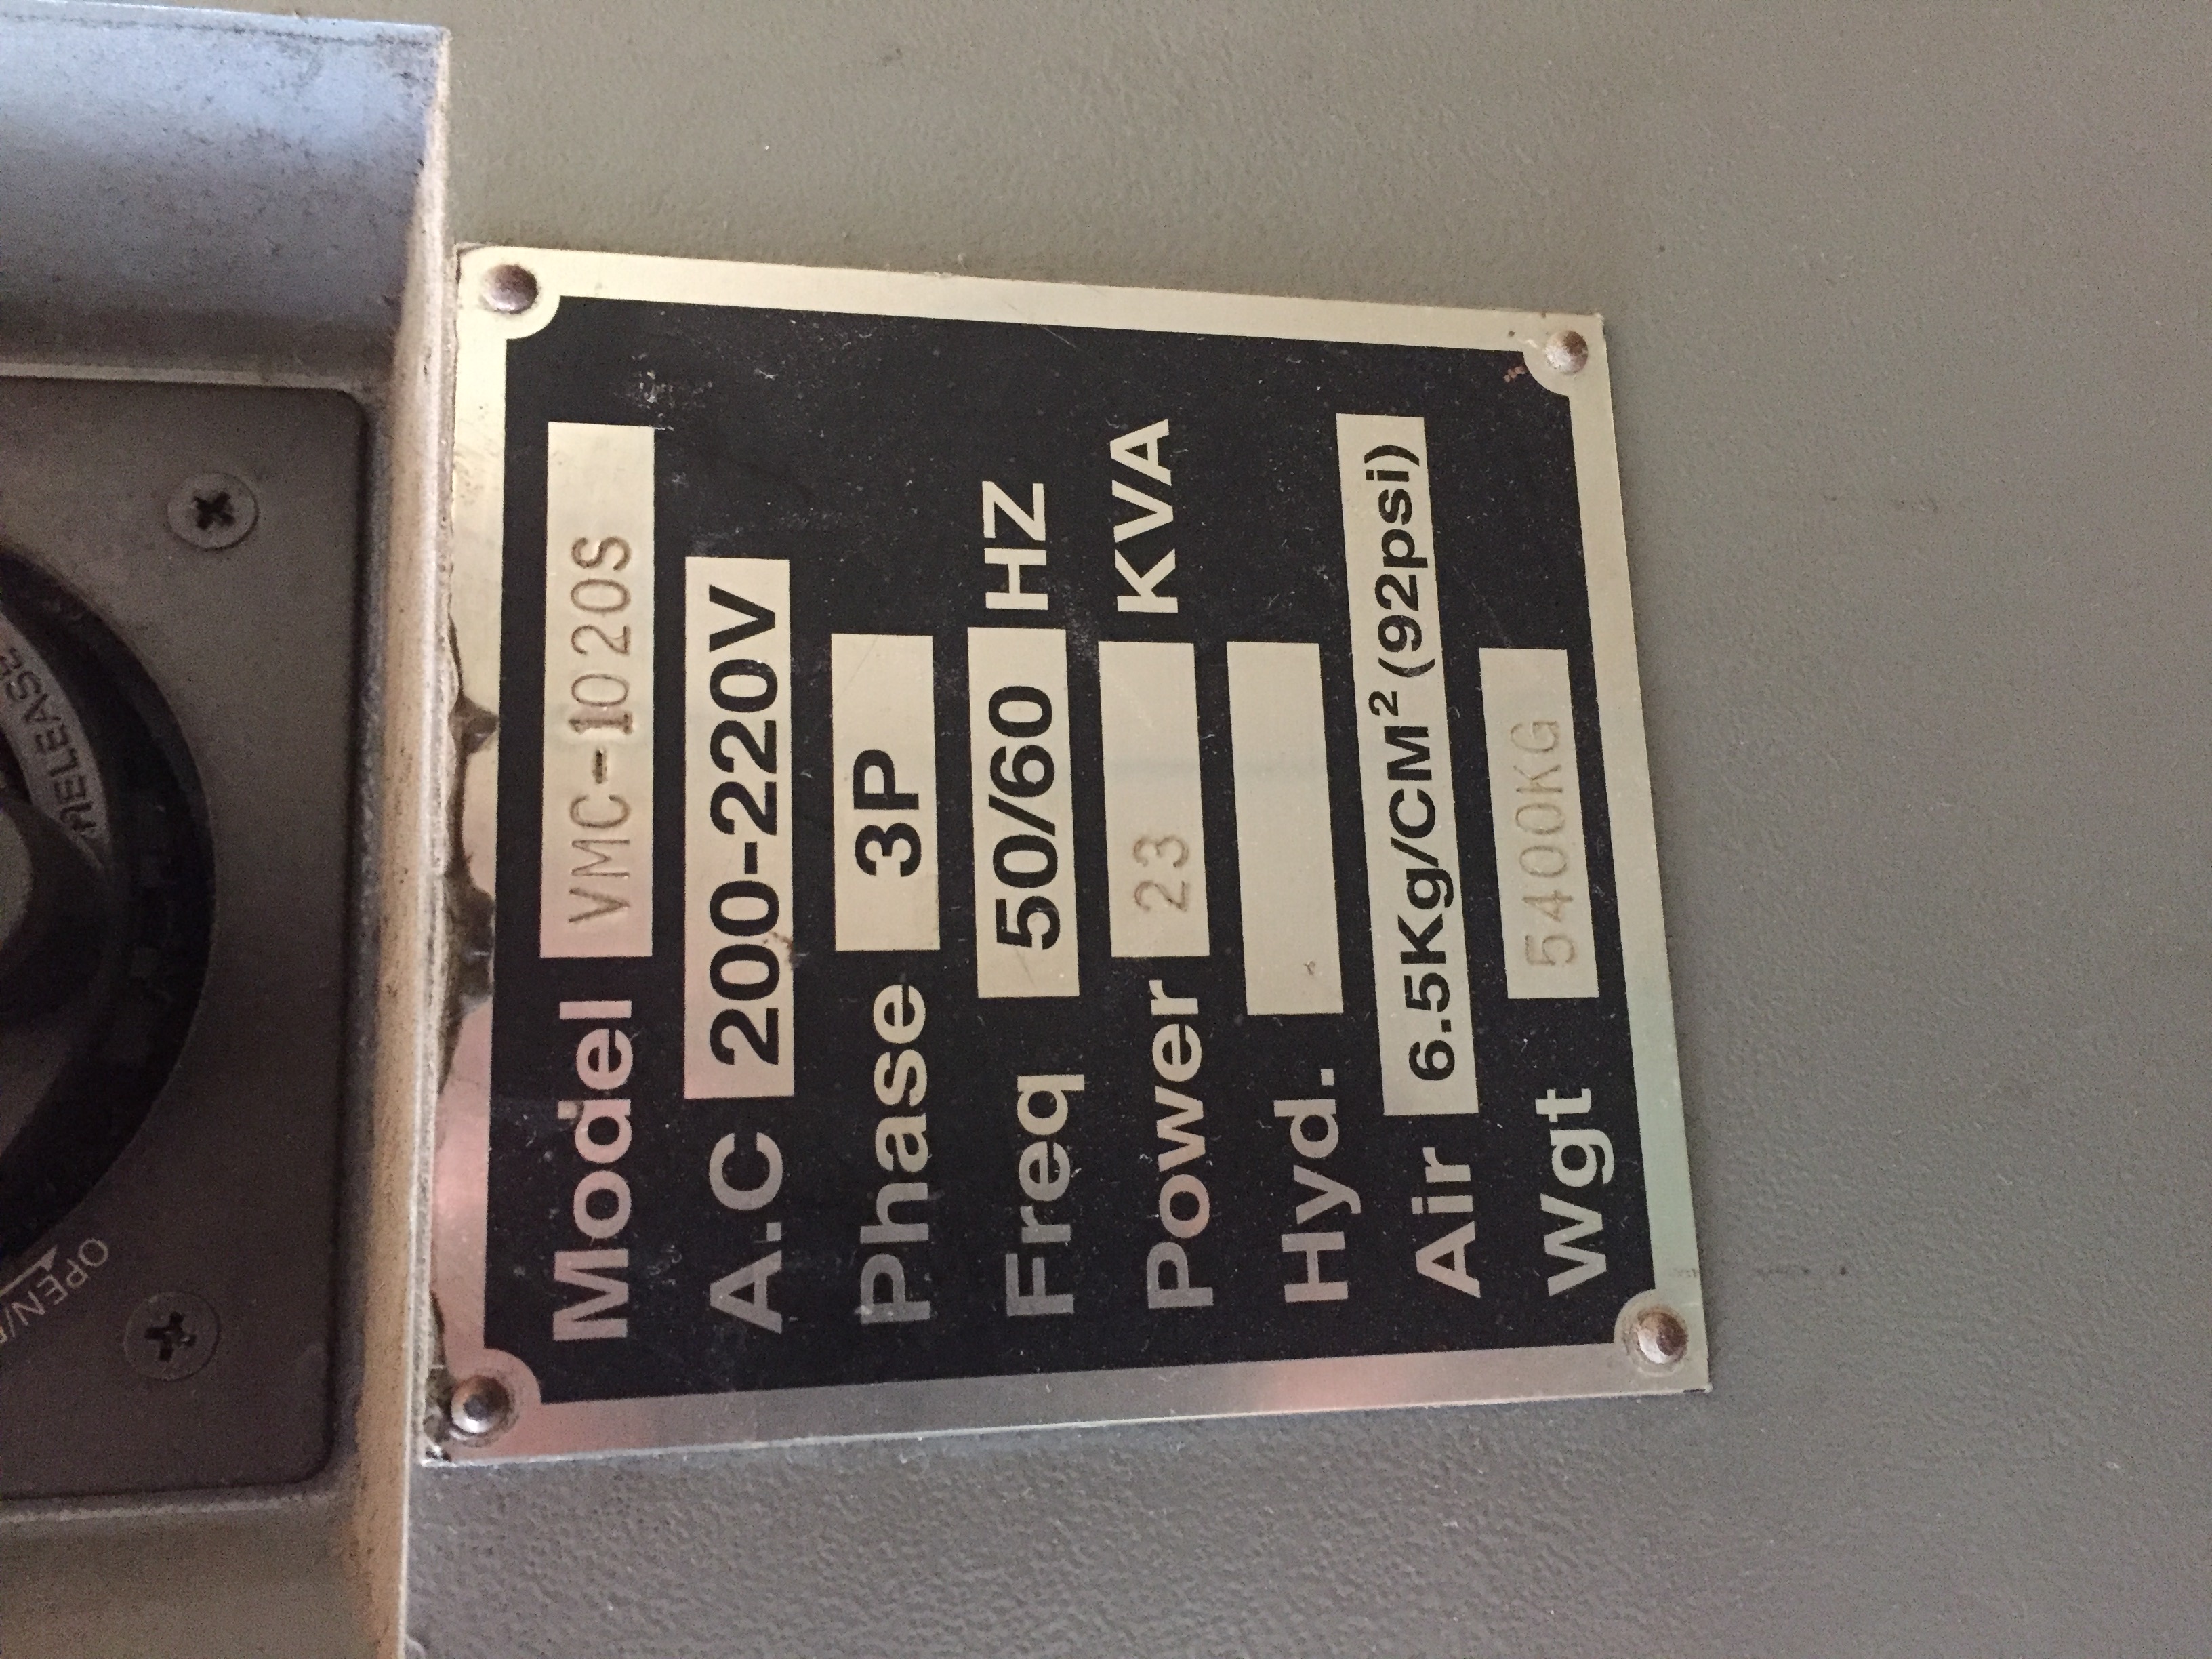 OPEN/
RELEASE
Model VMC-1020S
A.C 200-220V
Phase 3P
Freq 50/60 HZ
Power 23 KVA
Hyd.
Air 6.5Kg/CM² (92psi)
Wgt 5400KG